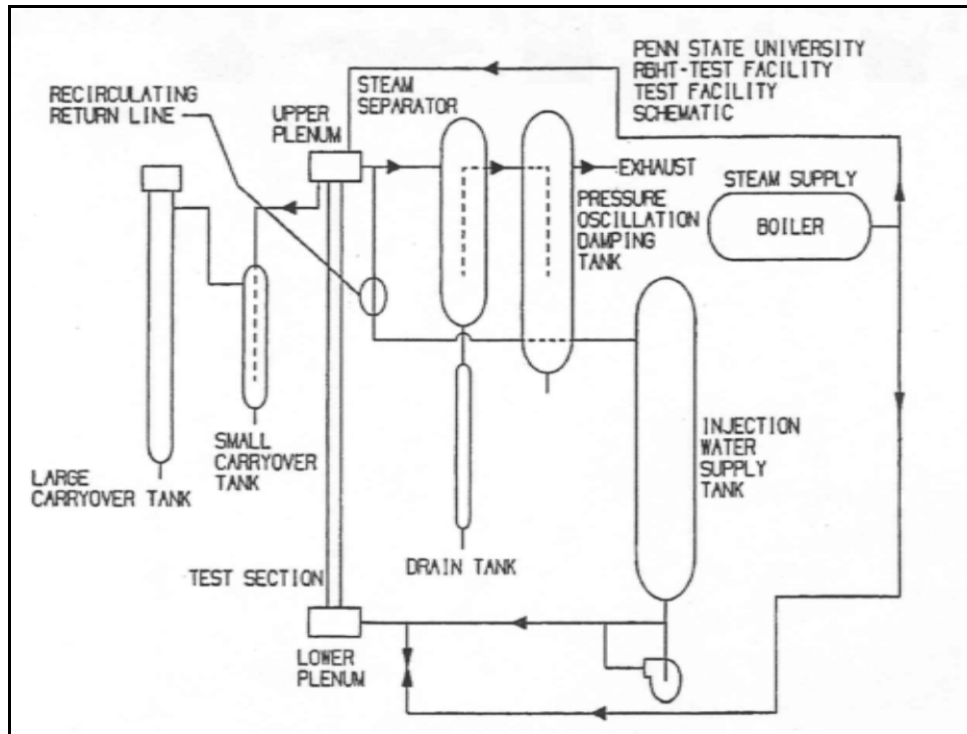 PENN STATE UNIVERSITY
RBHT-TEST FACILITY
TEST FACILITY
SCHEMATIC
RECIRCULATING
RETURN LINE
UPPER
PLENUM
STEAM
SEPARATOR
EXHAUST
PRESSURE
OSCILLATION
DAMPING
TANK
STEAM SUPPLY
BOILER
LARGE
CARRYOVER TANK
SMALL
CARRYOVER
TANK
INJECTION
WATER
SUPPLY
TANK
DRAIN TANK
TEST SECTION
LOWER
PLENUM